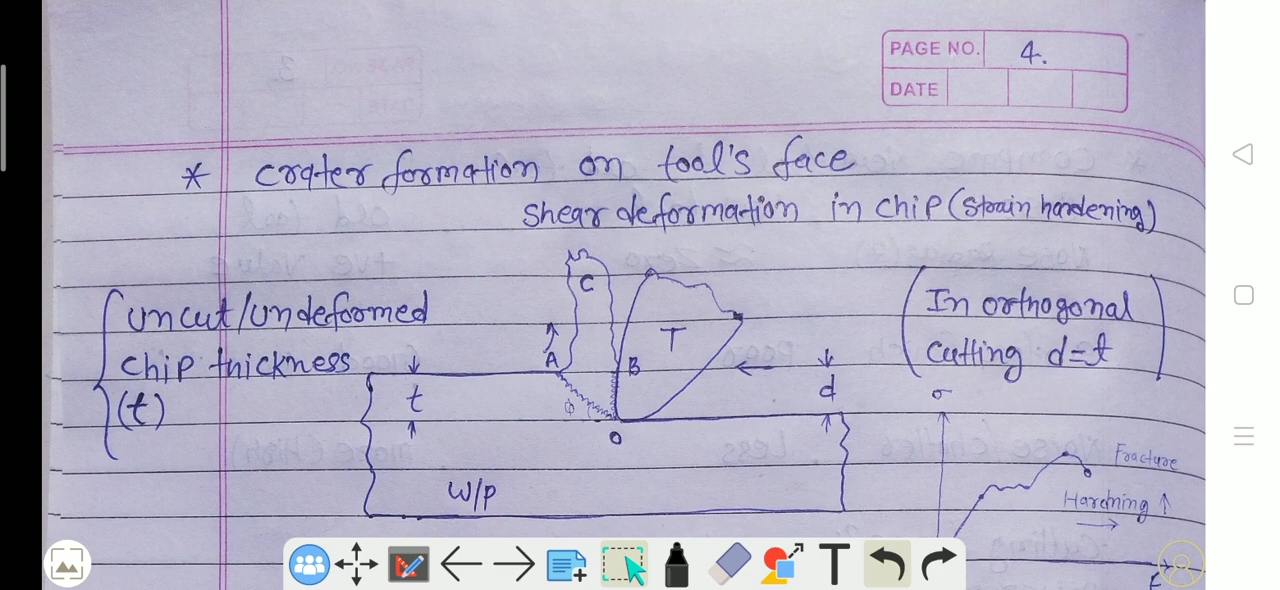 PAGE NO. 4.
DATE
* crater formation on tool's face
shear deformation in chip (strain hardening)
uncut/undeformed
chip thickness
(t)
C
T
A
B
(In orthogonal
cutting d=t)
t
d
ϕ
O
W/P
σ
Fracture
Hardning ↑
T